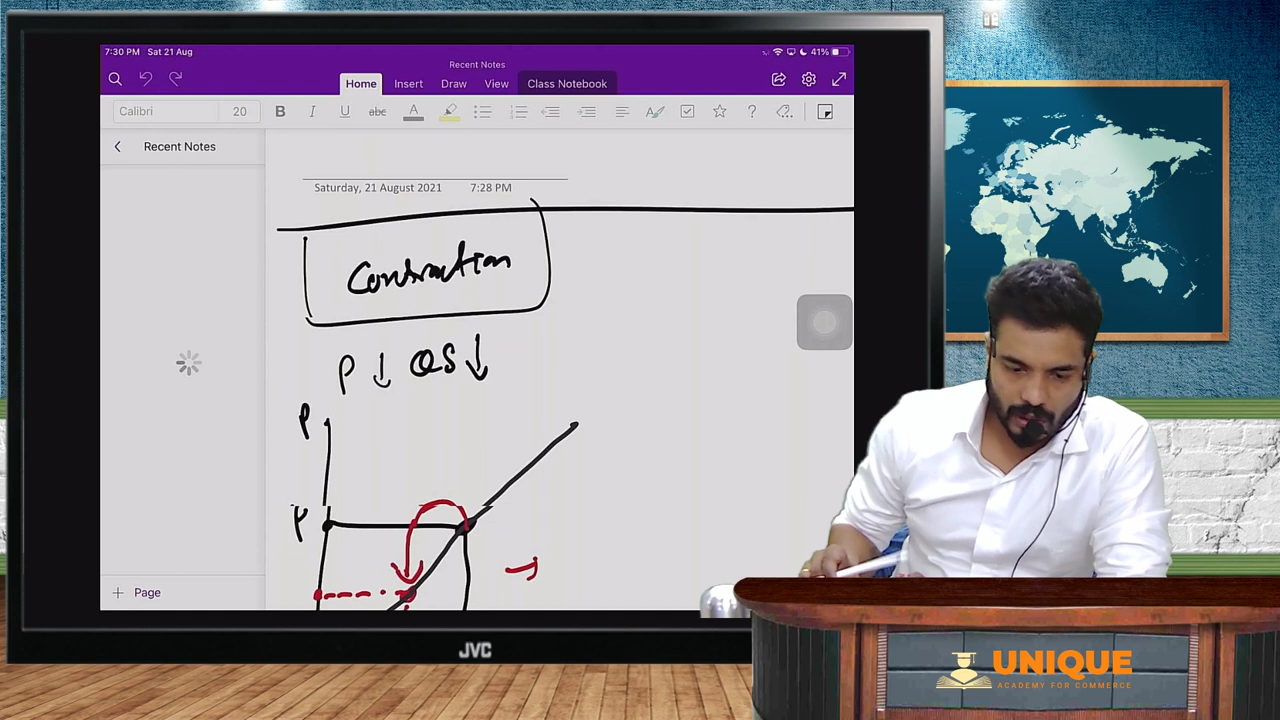 7:30 PM Sat 21 Aug
41%
Recent Notes
Home Insert Draw View Class Notebook
Calibri 20 B I U abc A
Recent Notes
Saturday, 21 August 2021 7:28 PM
Contraction
P ↓ QS ↓
P
P
+ Page
JVC
UNIQUE
ACADEMY FOR COMMERCE